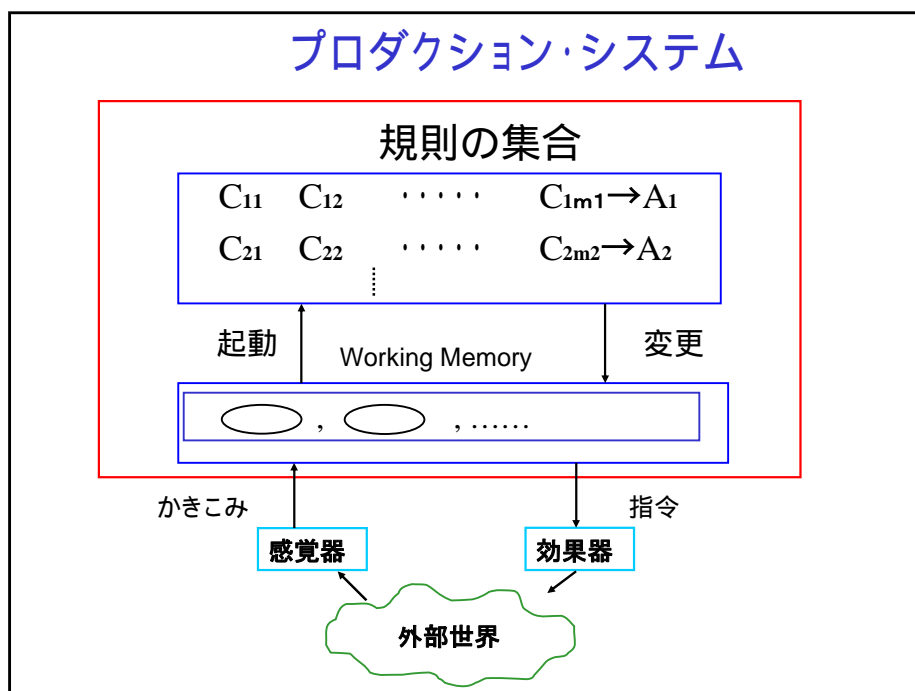 プロダクション・システム
規則の集合
C11 C12 ・・・・・ C1m1→A1
C21 C22 ・・・・・ C2m2→A2
起動 Working Memory 変更
, , ……
かきこみ 指令
感覚器 効果器
外部世界